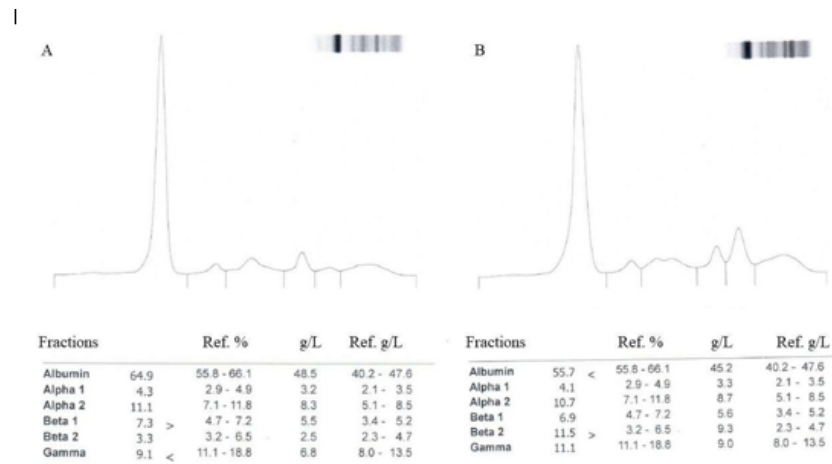 A
B
Fractions Ref. % g/L Ref. g/L
Albumin 64.9 55.8 - 66.1 48.5 40.2 - 47.6
Alpha 1 4.3 2.9 - 4.9 3.2 2.1 - 3.5
Alpha 2 11.1 7.1 - 11.8 8.3 5.1 - 8.5
Beta 1 7.3 > 4.7 - 7.2 5.5 3.4 - 5.2
Beta 2 3.3 3.2 - 6.5 2.5 2.3 - 4.7
Gamma 9.1 < 11.1 - 18.8 6.8 8.0 - 13.5
Fractions Ref. % g/L Ref. g/L
Albumin 55.7 < 55.8 - 66.1 45.2 40.2 - 47.6
Alpha 1 4.1 2.9 - 4.9 3.3 2.1 - 3.5
Alpha 2 10.7 7.1 - 11.8 8.7 5.1 - 8.5
Beta 1 6.9 4.7 - 7.2 5.6 3.4 - 5.2
Beta 2 11.5 > 3.2 - 6.5 9.3 2.3 - 4.7
Gamma 11.1 11.1 - 18.8 9.0 8.0 - 13.5